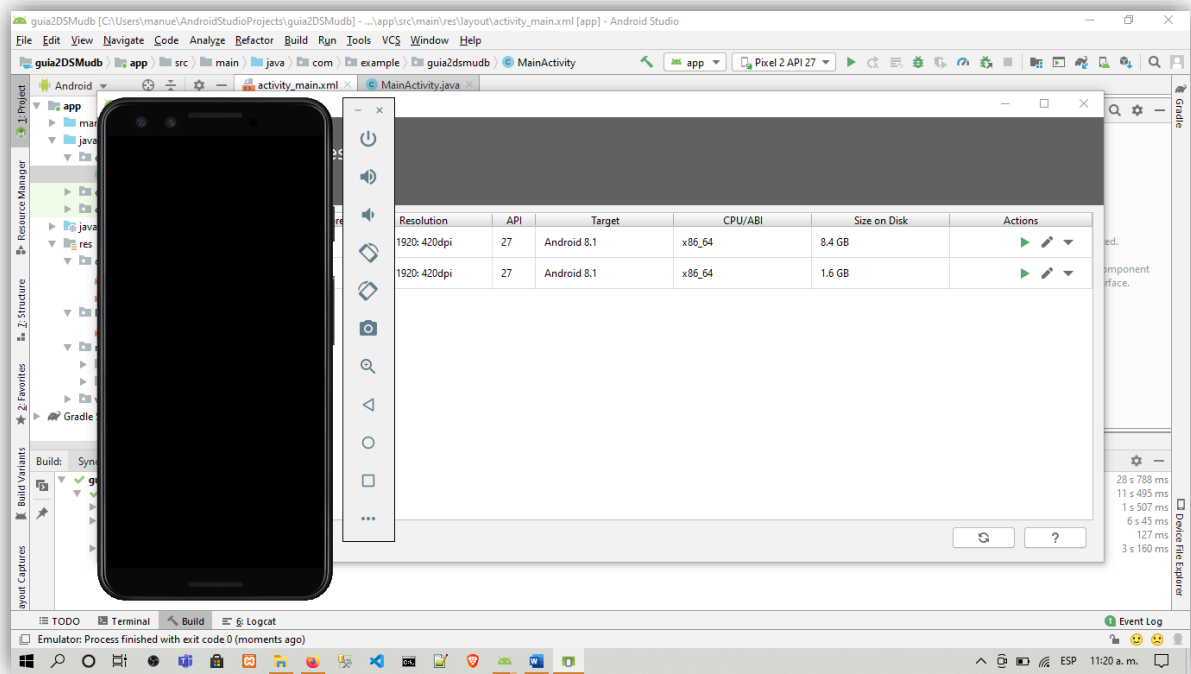 guia2DSMudb [C:\Users\manue\AndroidStudioProjects\guia2DSMudb] - ...\app\src\main\res\layout\activity_main.xml [app] - Android Studio
File Edit View Navigate Code Analyze Refactor Build Run Tools VCS Window Help
guia2DSMudb app src main java com example guia2dsmudb MainActivity app Pixel 2 API 27
Android activity_main.xml MainActivity.java
1: Project
Resource Manager
Z: Structure
2: Favorites
Build Variants
Gradle
Device File Explorer
app
java
java
res
Gradle
Resolution API Target CPU/ABI Size on Disk Actions
1920: 420dpi 27 Android 8.1 x86_64 8.4 GB
1920: 420dpi 27 Android 8.1 x86_64 1.6 GB
Build:
28 s 788 ms
11 s 495 ms
1 s 507 ms
6 s 45 ms
127 ms
3 s 160 ms
?
TODO Terminal Build 6: Logcat 1 Event Log
Emulator: Process finished with exit code 0 (moments ago)
ESP 11:20 a. m.